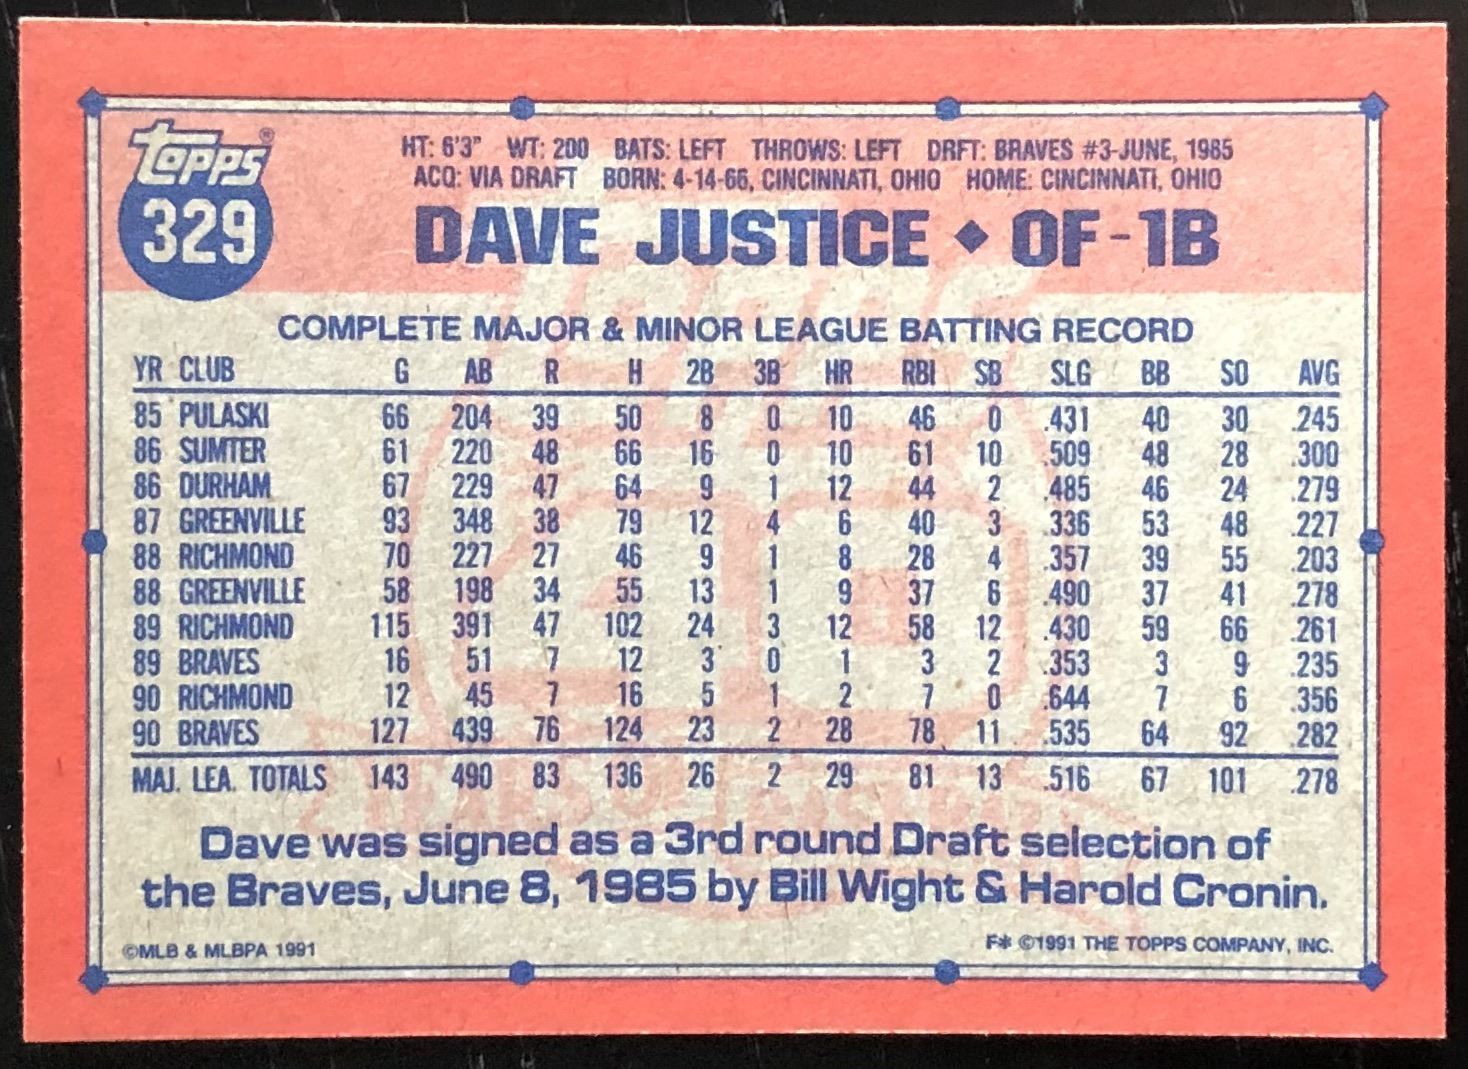 topps®
329
HT: 6'3" WT: 200 BATS: LEFT THROWS: LEFT DRFT: BRAVES #3-JUNE, 1985
ACQ: VIA DRAFT BORN: 4-14-66, CINCINNATI, OHIO HOME: CINCINNATI, OHIO
DAVE JUSTICE ◆ OF-1B
COMPLETE MAJOR & MINOR LEAGUE BATTING RECORD
YR CLUB G AB R H 2B 3B HR RBI SB SLG BB SO AVG
85 PULASKI 66 204 39 50 8 0 10 46 0 .431 40 30 .245
86 SUMTER 61 220 48 66 16 0 10 61 10 .509 48 28 .300
86 DURHAM 67 229 47 64 9 1 12 44 2 .485 46 24 .279
87 GREENVILLE 93 348 38 79 12 4 6 40 3 .336 53 48 .227
88 RICHMOND 70 227 27 46 9 1 8 28 4 .357 39 55 .203
88 GREENVILLE 58 198 34 55 13 1 9 37 6 .490 37 41 .278
89 RICHMOND 115 391 47 102 24 3 12 58 12 .430 59 66 .261
89 BRAVES 16 51 7 12 3 0 1 3 2 .353 3 9 .235
90 RICHMOND 12 45 7 16 5 1 2 7 0 .644 7 6 .356
90 BRAVES 127 439 76 124 23 2 28 78 11 .535 64 92 .282
MAJ. LEA. TOTALS 143 490 83 136 26 2 29 81 13 .516 67 101 .278
Dave was signed as a 3rd round Draft selection of
the Braves, June 8, 1985 by Bill Wight & Harold Cronin.
©MLB & MLBPA 1991
F* ©1991 THE TOPPS COMPANY, INC.